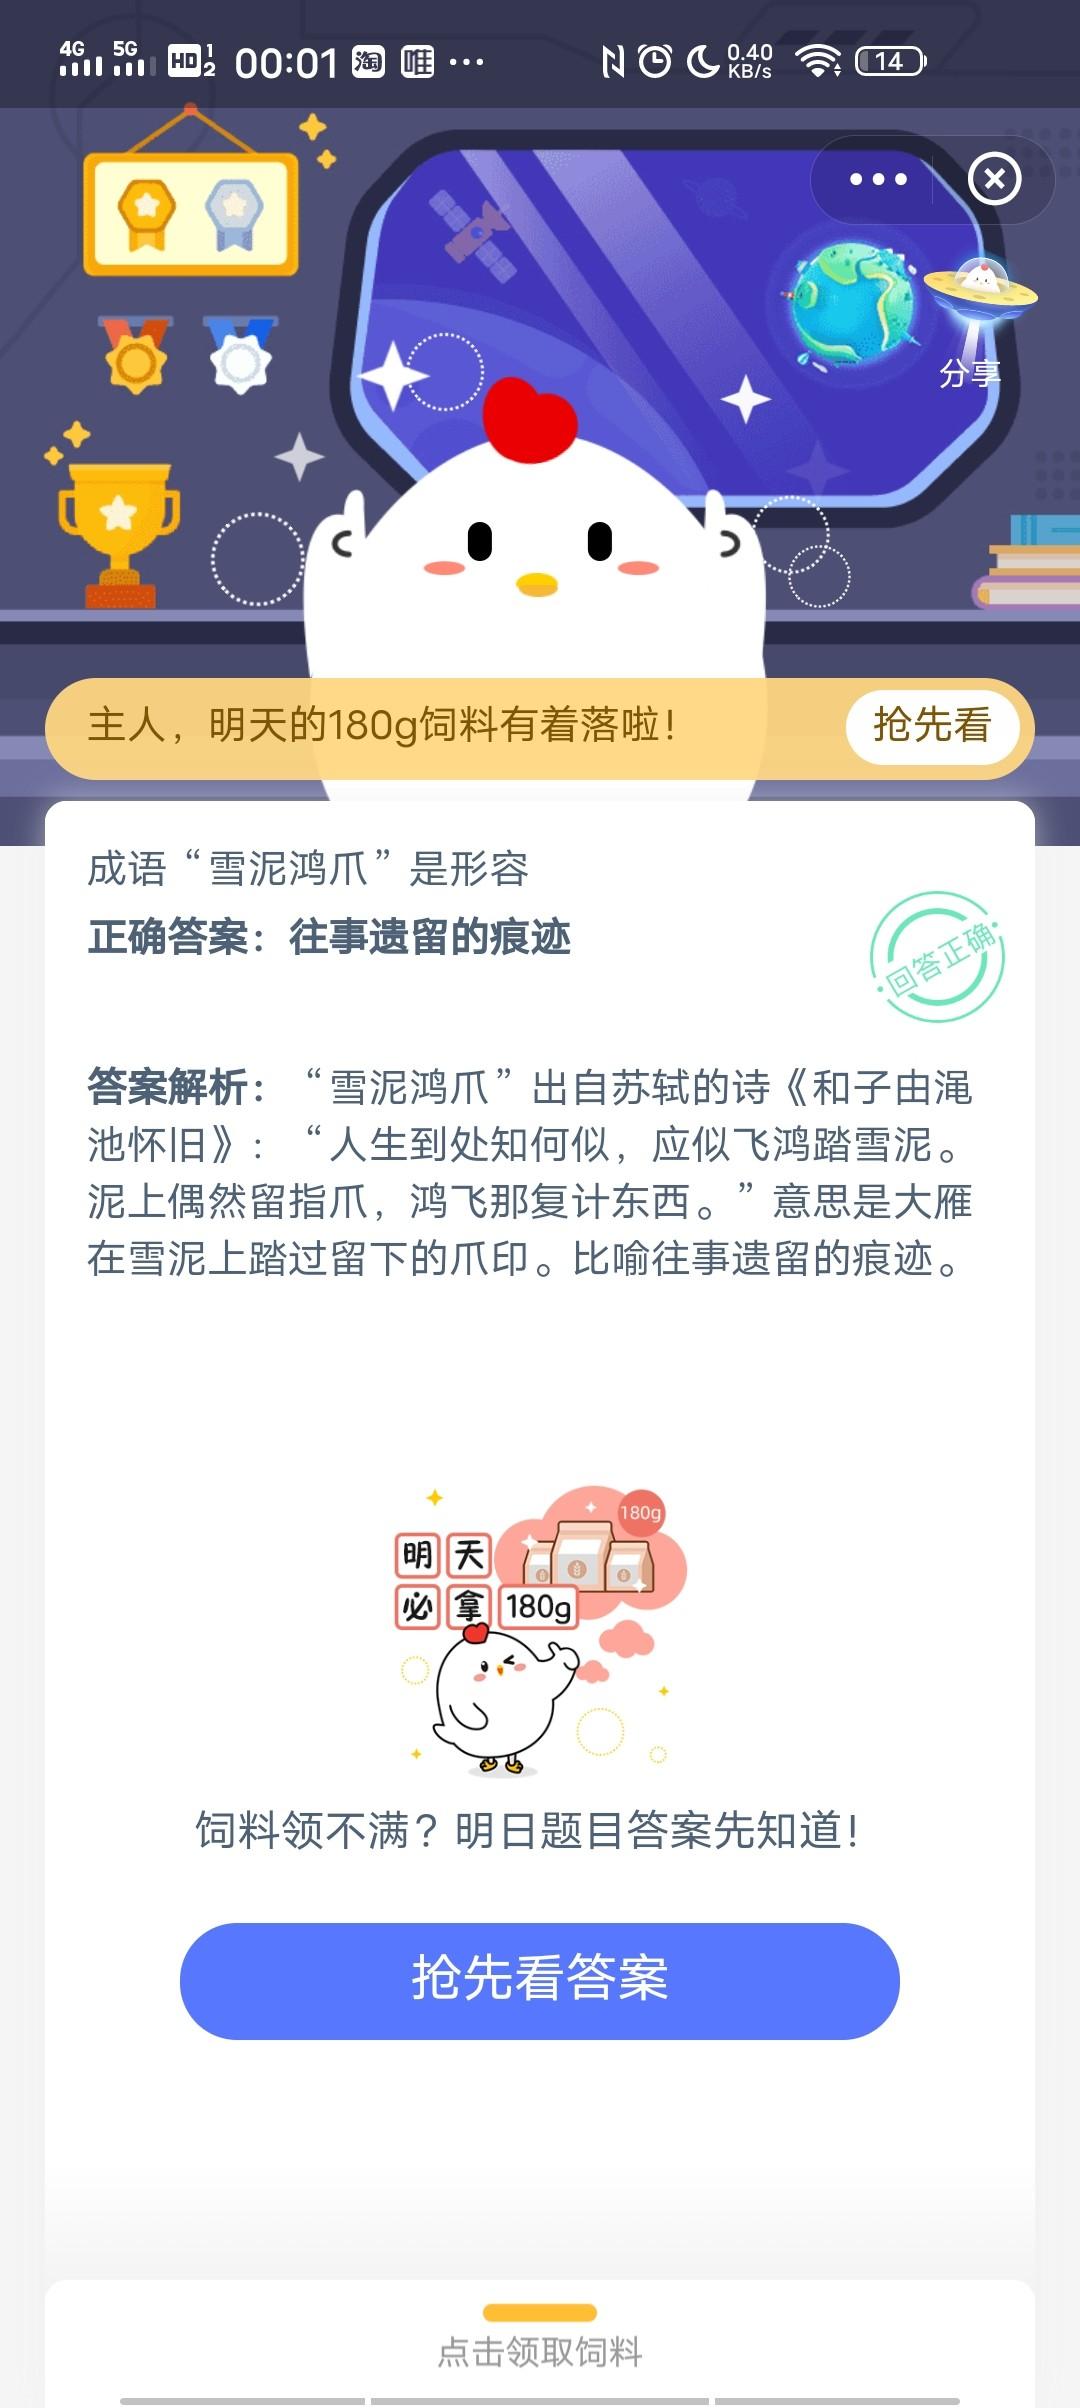 4G 5G HD 1 2 00:01 淘 唯 ··· 0.40 KB/s 14
分享
主人，明天的180g饲料有着落啦！ 抢先看
成语“雪泥鸿爪”是形容
正确答案：往事遗留的痕迹
回答正确
答案解析：“雪泥鸿爪”出自苏轼的诗《和子由渑
池怀旧》：“人生到处知何似，应似飞鸿踏雪泥。
泥上偶然留指爪，鸿飞那复计东西。”意思是大雁
在雪泥上踏过留下的爪印。比喻往事遗留的痕迹。
180g
明天
必拿180g
饲料领不满？明日题目答案先知道！
抢先看答案
点击领取饲料